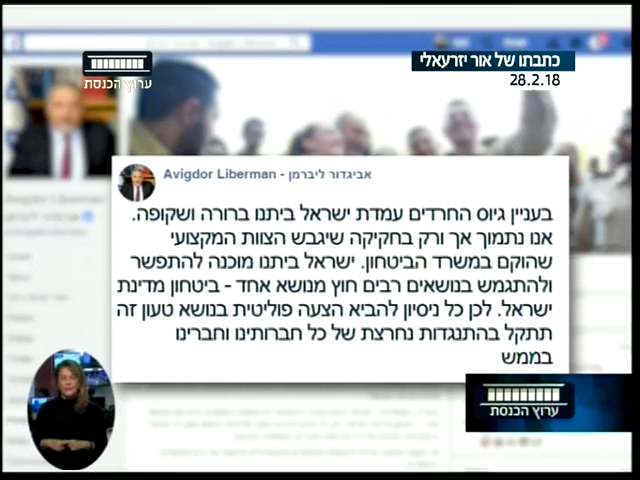 כתבתו של אור יזרעאלי
28.2.18
ערוץ הכנסת
Avigdor Liberman - אביגדור ליברמן
בעניין גיוס החרדים עמדת ישראל ביתנו ברורה ושקופה.
אנו נתמוך אך ורק בחקיקה שיגבש הצוות המקצועי
שהוקם במשרד הביטחון. ישראל ביתנו מוכנה להתפשר
ולהתגמש בנושאים רבים חוץ מנושא אחד - ביטחון מדינת
ישראל. לכן כל ניסיון להביא הצעה פוליטית בנושא טעון זה
תתקל בהתנגדות נחרצת של כל חברותינו וחברינו
בממש
ערוץ הכנסת